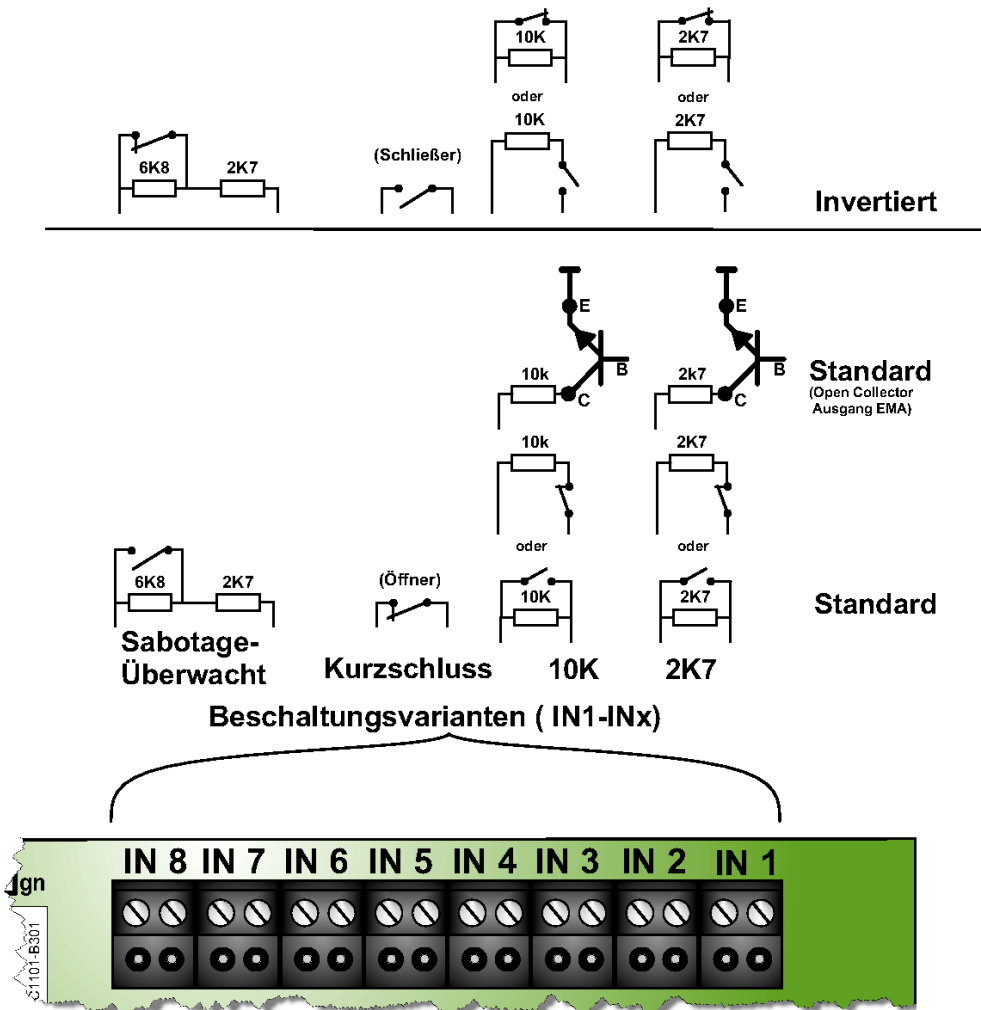 10K
2K7
oder
oder
10K
2K7
(Schließer)
6K8
2K7
Invertiert
E
E
B
B
10k
2k7
C
C
Standard
(Open Collector
Ausgang EMA)
10k
2K7
oder
oder
6K8
2K7
(Öffner)
10K
2K7
Standard
Sabotage-
Überwacht
Kurzschluss
10K
2K7
Beschaltungsvarianten ( IN1-INx)
IN 8 IN 7 IN 6 IN 5 IN 4 IN 3 IN 2 IN 1
gn
C1101-B301